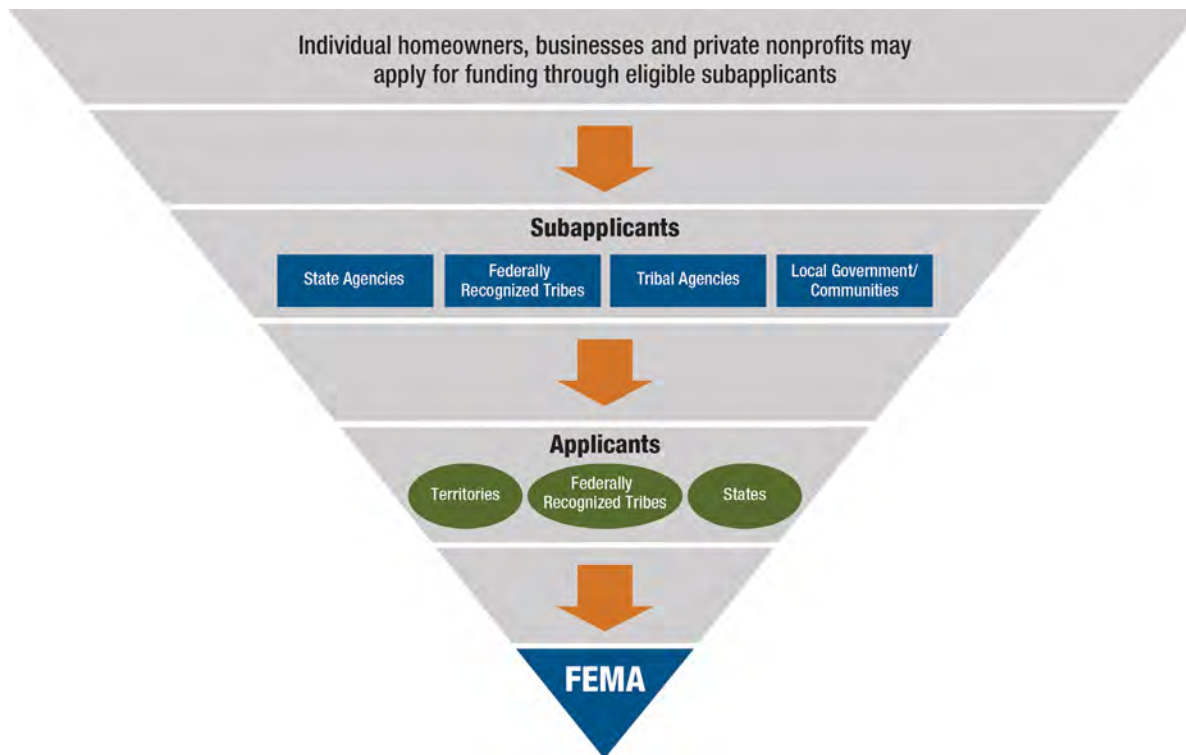 Individual homeowners, businesses and private nonprofits may
apply for funding through eligible subapplicants
Subapplicants
State Agencies
Federally
Recognized Tribes
Tribal Agencies
Local Government/
Communities
Applicants
Territories
Federally
Recognized Tribes
States
FEMA